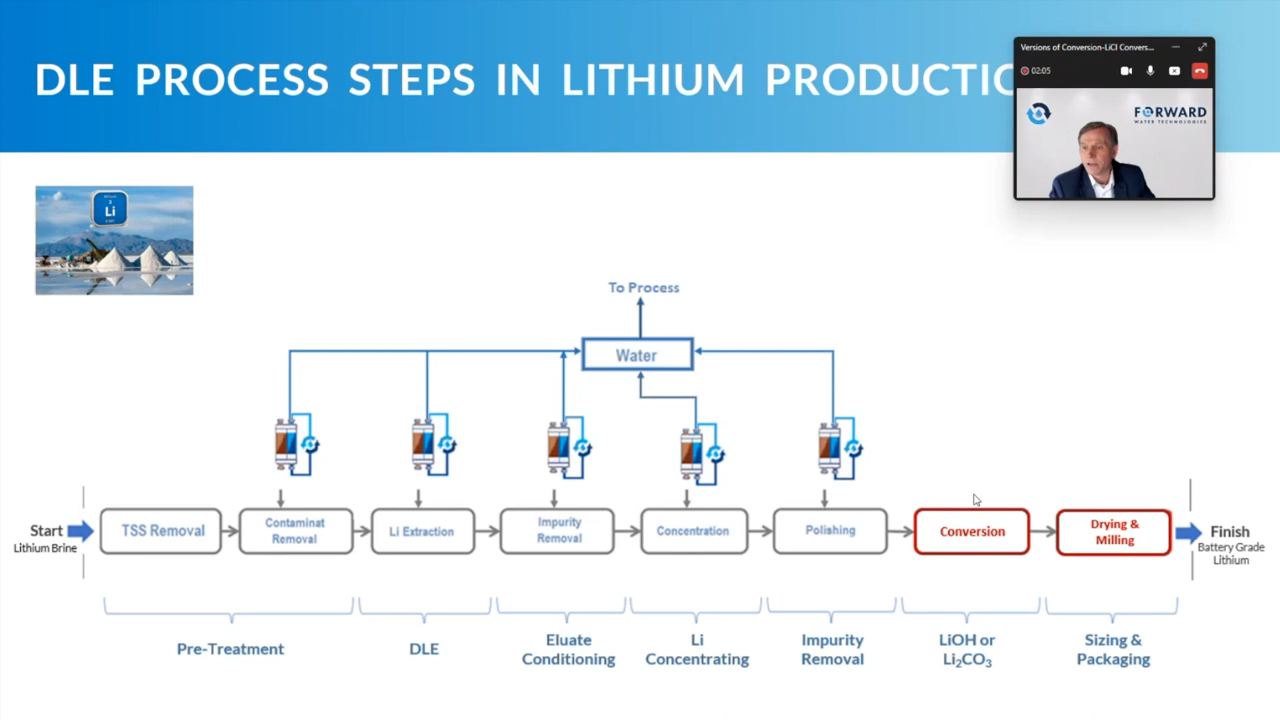 DLE PROCESS STEPS IN LITHIUM PRODUCTIO
Versions of Conversion-LiCl Convers...
02:05
FORWARD
WATER TECHNOLOGIES
3
Li
To Process
Water
Start
Lithium Brine
TSS Removal
Contaminat
Removal
Li Extraction
Impurity
Removal
Concentration
Polishing
Conversion
Drying &
Milling
Finish
Battery Grade
Lithium
Pre-Treatment
DLE
Eluate
Conditioning
Li
Concentrating
Impurity
Removal
LiOH or
Li₂CO₃
Sizing &
Packaging